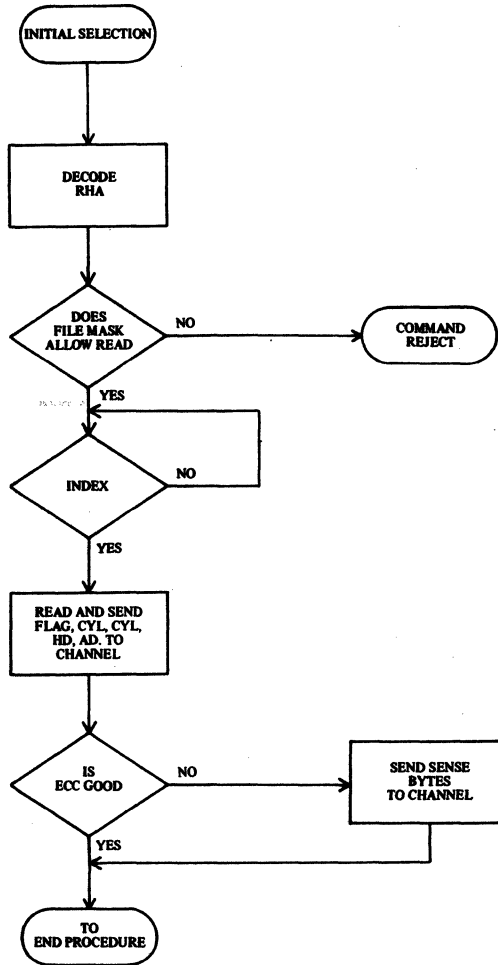 INITIAL SELECTION
DECODE
RHA
DOES
FILE MASK
ALLOW READ
NO
COMMAND
REJECT
YES
INDEX
NO
YES
READ AND SEND
FLAG, CYL, CYL,
HD, AD. TO
CHANNEL
IS
ECC GOOD
NO
SEND SENSE
BYTES
TO CHANNEL
YES
TO
END PROCEDURE